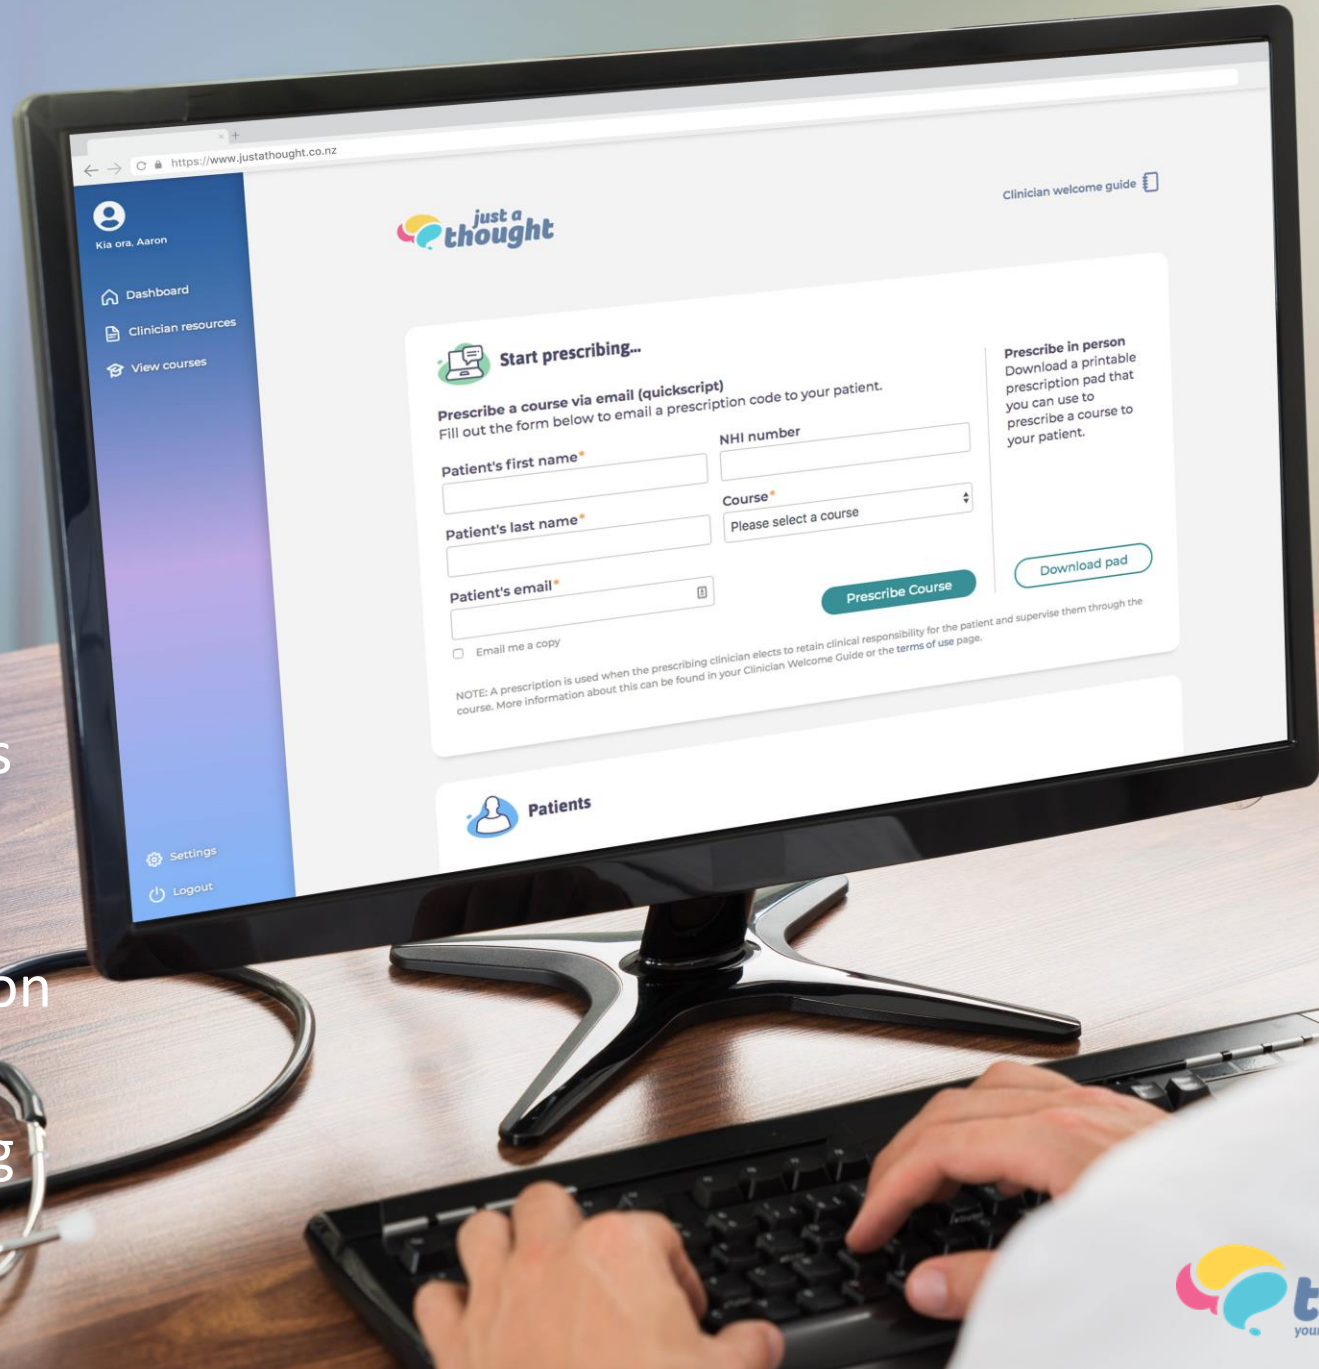 https://www.justathought.co.nz
Kia ora, Aaron
Dashboard
Clinician resources
View courses
Settings
Logout
just a
thought
Clinician welcome guide
Start prescribing...
Prescribe a course via email (quickscript)
Fill out the form below to email a prescription code to your patient.
Patient's first name*
NHI number
Patient's last name*
Course*
Please select a course
Patient's email*
Email me a copy
Prescribe Course
Prescribe in person
Download a printable
prescription pad that
you can use to
prescribe a course to
your patient.
Download pad
NOTE: A prescription is used when the prescribing clinician elects to retain clinical responsibility for the patient and supervise them through the
course. More information about this can be found in your Clinician Welcome Guide or the terms of use page.
Patients
s
on
g
t
your